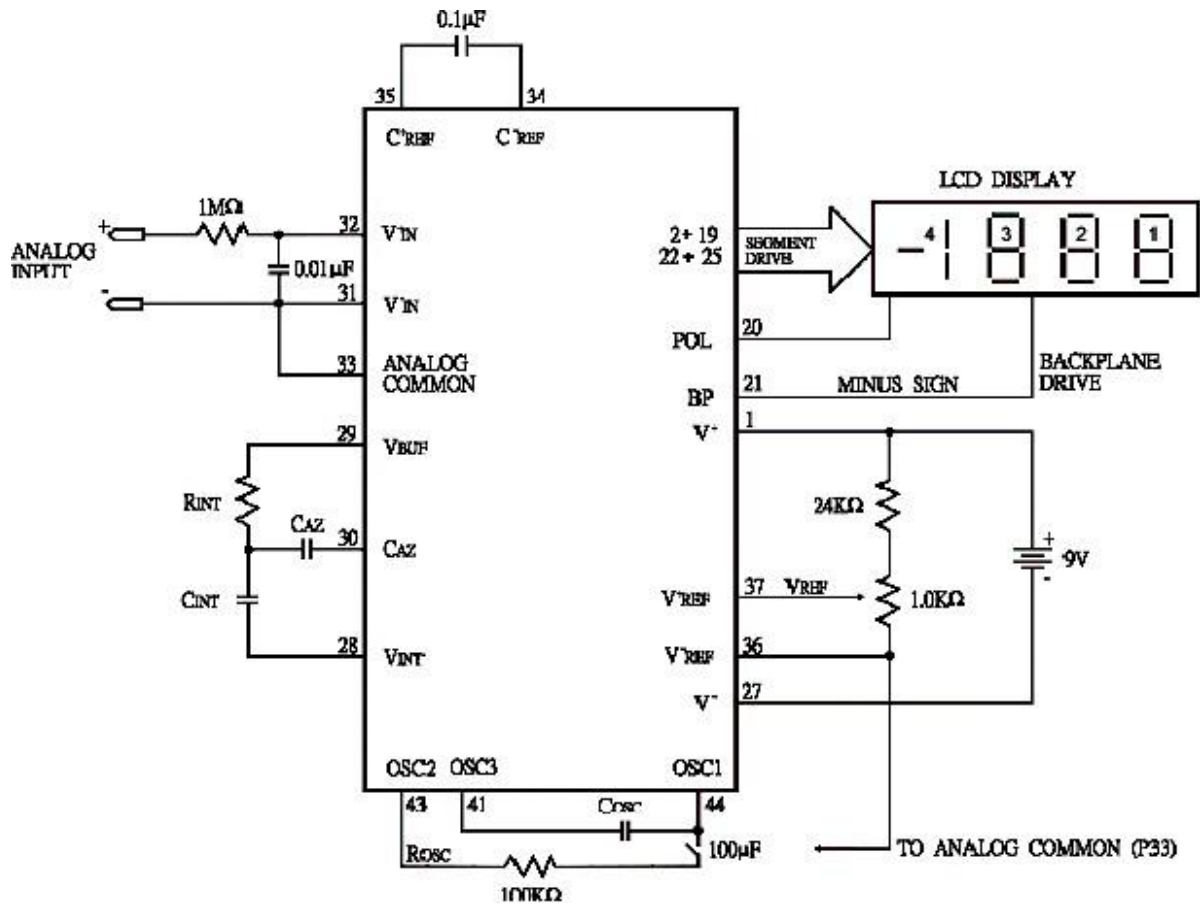 0.1µF
35
34
C⁺REF
C⁻REF
LCD DISPLAY
1MΩ
+
32
V⁺IN
ANALOG
INPUT
0.01µF
-
31
V⁻IN
33
ANALOG
COMMON
2+ 19
22 + 25
SEGMENT
DRIVE
4
3
2
1
POL
20
BP
21
MINUS SIGN
BACKPLANE
DRIVE
V⁺
1
29
VBUF
RINT
CAZ
30
CAZ
CINT
28
VINT
24KΩ
+
9V
-
V⁺REF
37
VREF
1.0KΩ
V⁻REF
36
V⁻
27
OSC2
OSC3
OSC1
43
41
COSC
44
ROSC
100KΩ
100µF
TO ANALOG COMMON (P33)